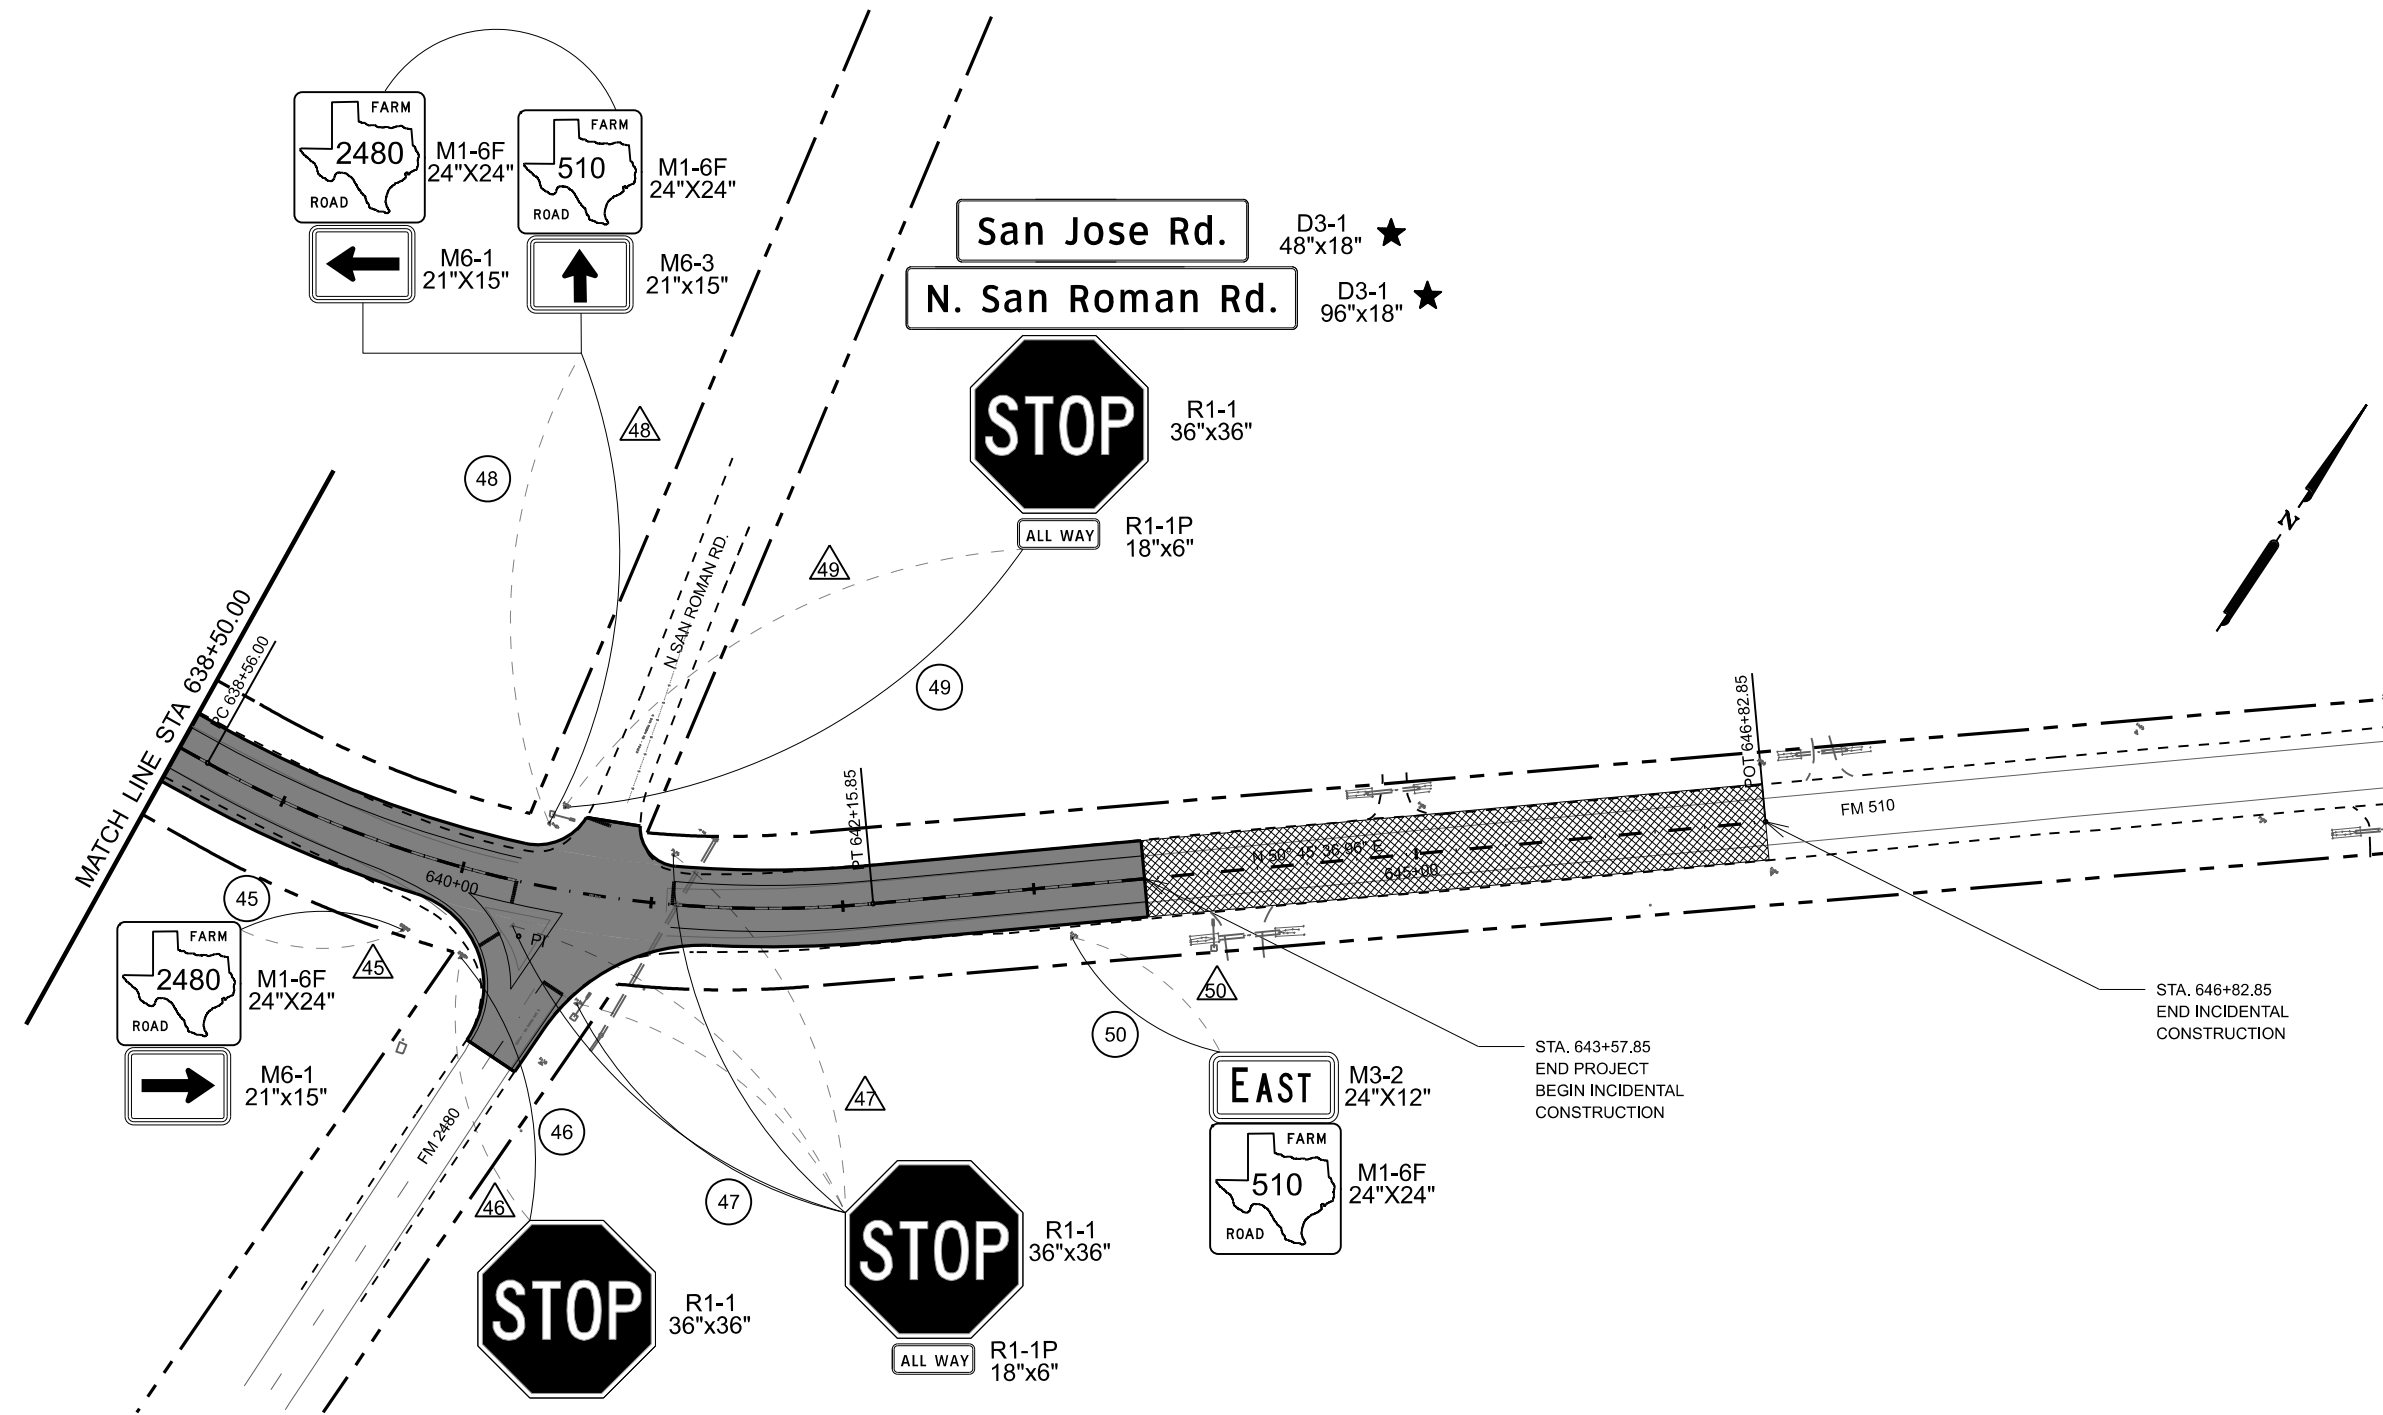 FARM
2480
ROAD
M1-6F
24"X24"
FARM
510
ROAD
M1-6F
24"X24"
M6-1
21"X15"
M6-3
21"x15"
San Jose Rd.
D3-1
48"x18"
N. San Roman Rd.
D3-1
96"x18"
STOP
R1-1
36"x36"
ALL WAY
R1-1P
18"x6"
48
48
49
49
N SAN ROMAN RD.
N
MATCH LINE STA 638+50.00
PC 638+56.00
PT 642+15.85
POT 646+82.85
FM 510
N 50° 45' 36.96" E
645+00
640+00
PI
45
45
FARM
2480
ROAD
M1-6F
24"X24"
M6-1
21"x15"
FM 2480
46
46
STOP
R1-1
36"x36"
47
47
STOP
R1-1
36"x36"
ALL WAY
R1-1P
18"x6"
50
50
EAST
M3-2
24"X12"
FARM
510
ROAD
M1-6F
24"X24"
STA. 643+57.85
END PROJECT
BEGIN INCIDENTAL
CONSTRUCTION
STA. 646+82.85
END INCIDENTAL
CONSTRUCTION